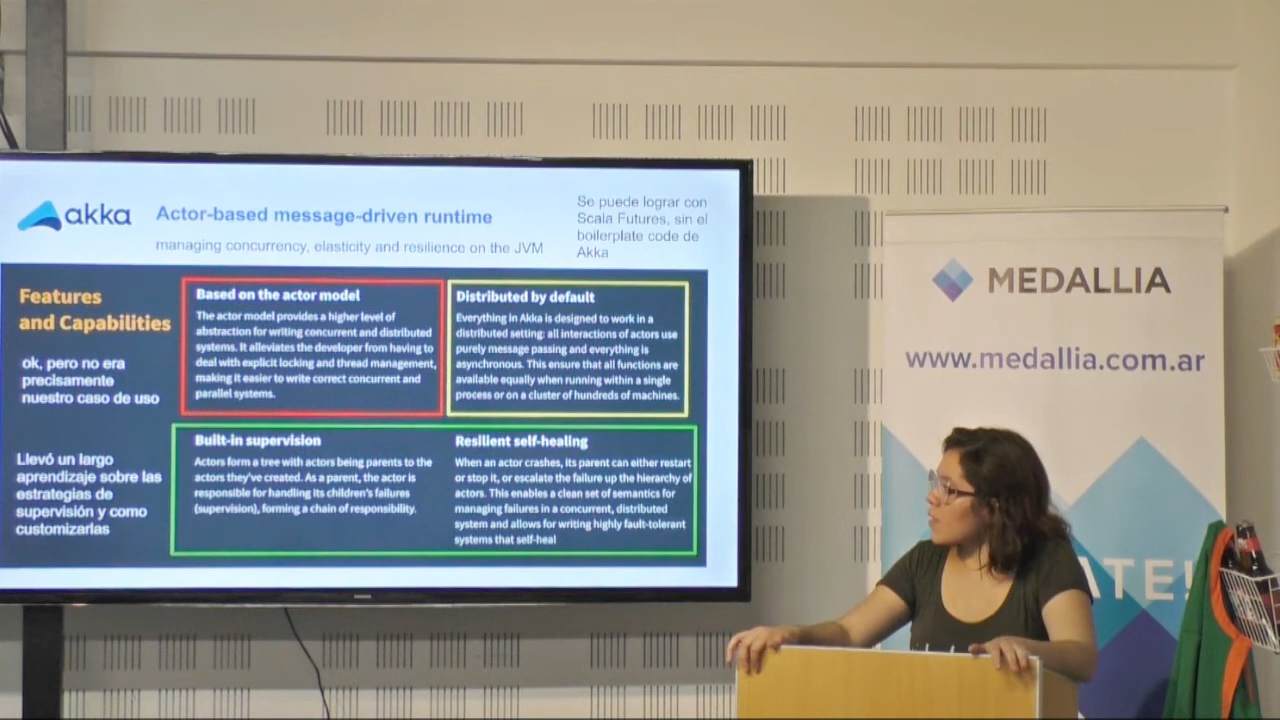 akka
Actor-based message-driven runtime
managing concurrency, elasticity and resilience on the JVM
Se puede lograr con
Scala Futures, sin el
boilerplate code de
Akka
Features
and Capabilities
ok, pero no era
precisamente
nuestro caso de uso
Llevó un largo
aprendizaje sobre las
estrategias de
supervisión y como
customizarlas
Based on the actor model
The actor model provides a higher level of
abstraction for writing concurrent and distributed
systems. It alleviates the developer from having to
deal with explicit locking and thread management,
making it easier to write correct concurrent and
parallel systems.
Distributed by default
Everything in Akka is designed to work in a
distributed setting: all interactions of actors use
purely message passing and everything is
asynchronous. This ensure that all functions are
available equally when running within a single
process or on a cluster of hundreds of machines.
Built-in supervision
Actors form a tree with actors being parents to the
actors they've created. As a parent, the actor is
responsible for handling its children's failures
(supervision), forming a chain of responsibility.
Resilient self-healing
When an actor crashes, its parent can either restart
or stop it, or escalate the failure up the hierarchy of
actors. This enables a clean set of semantics for
managing failures in a concurrent, distributed
system and allows for writing highly fault-tolerant
systems that self-heal
MEDALLIA
www.medallia.com.ar
ATE!